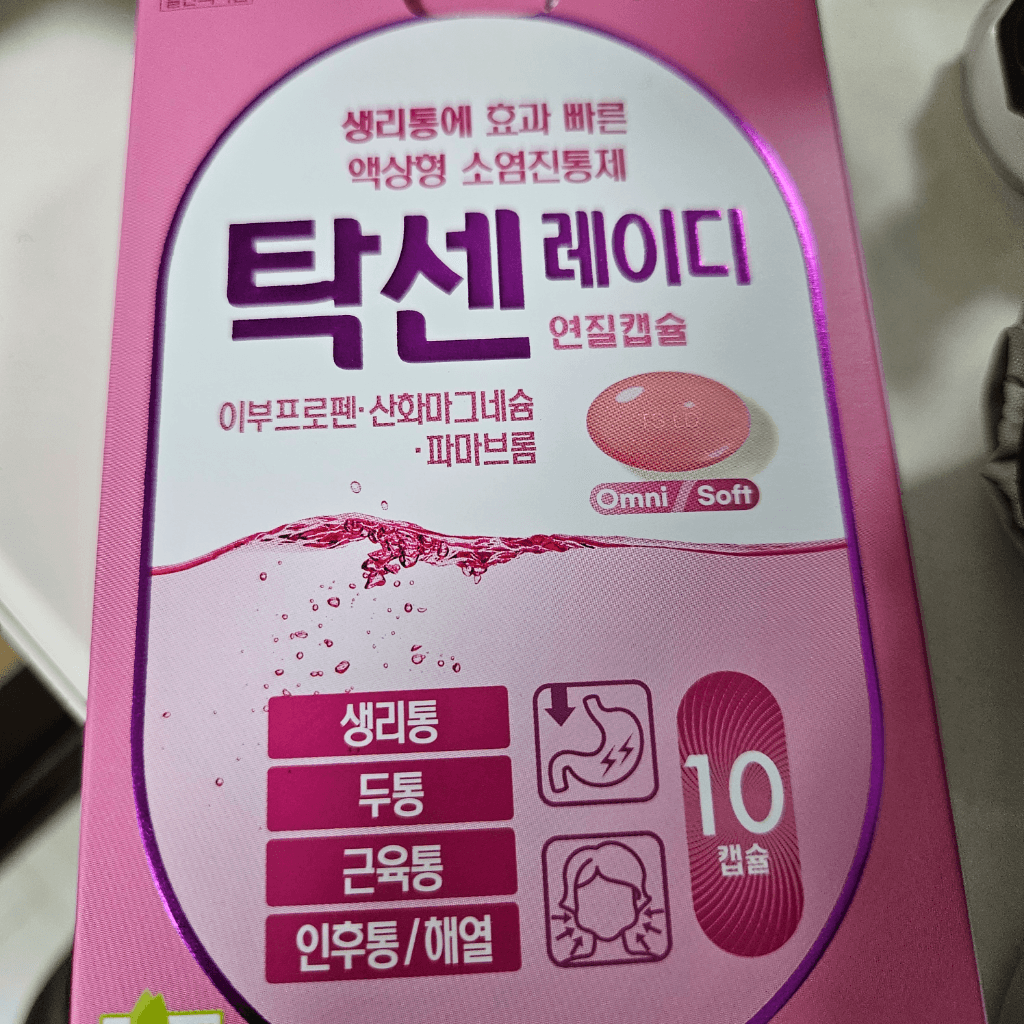 생리통에 효과 빠른
액상형 소염진통제
탁센 레이디
연질캡슐
이부프로펜·산화마그네슘
·파마브롬
Omni / Soft
생리통
두통
근육통
인후통/해열
10
캡슐